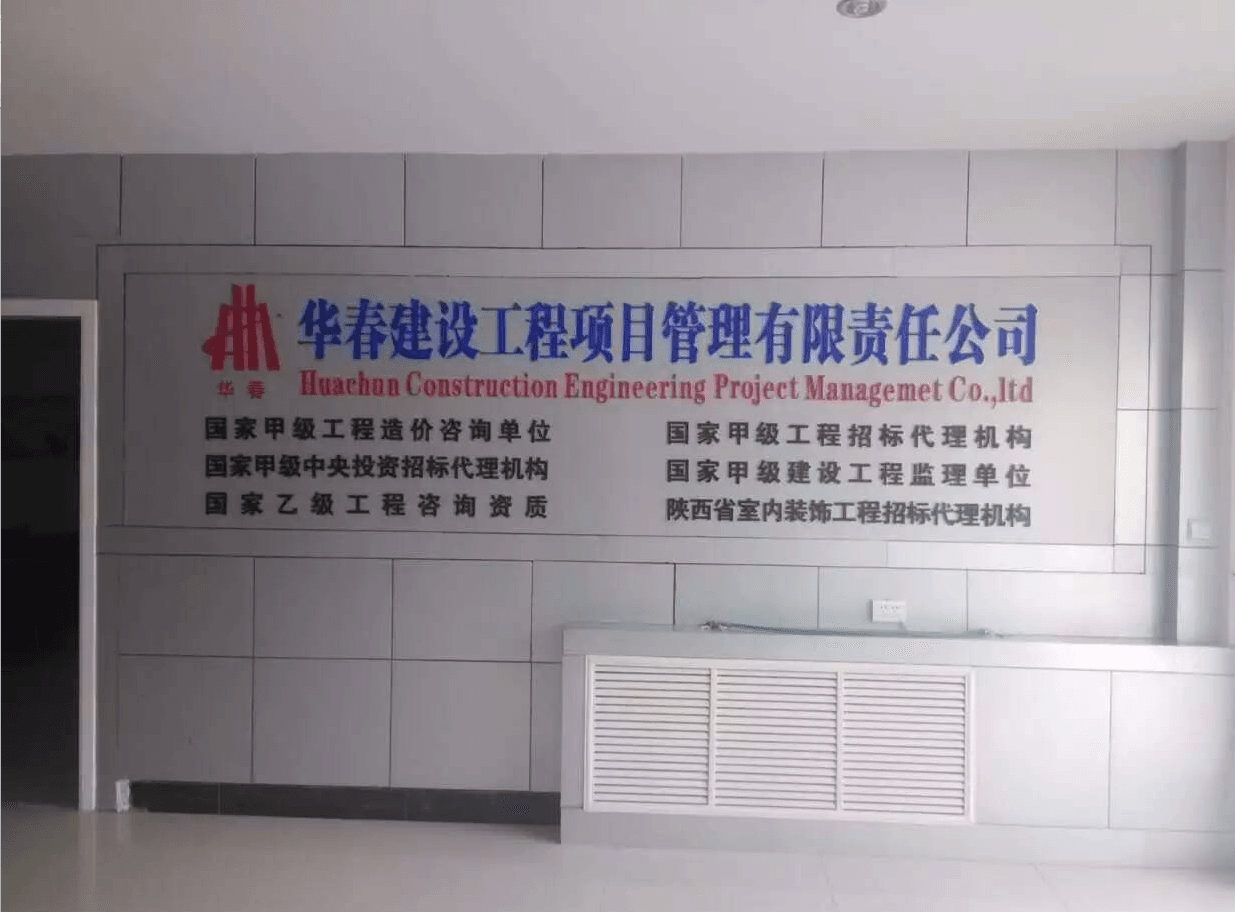 华春建设工程项目管理有限责任公司
华春
Huachun Construction Engineering Project Managemet Co.,ltd
国家甲级工程造价咨询单位
国家甲级工程招标代理机构
国家甲级中央投资招标代理机构
国家甲级建设工程监理单位
国家乙级工程咨询资质
陕西省室内装饰工程招标代理机构